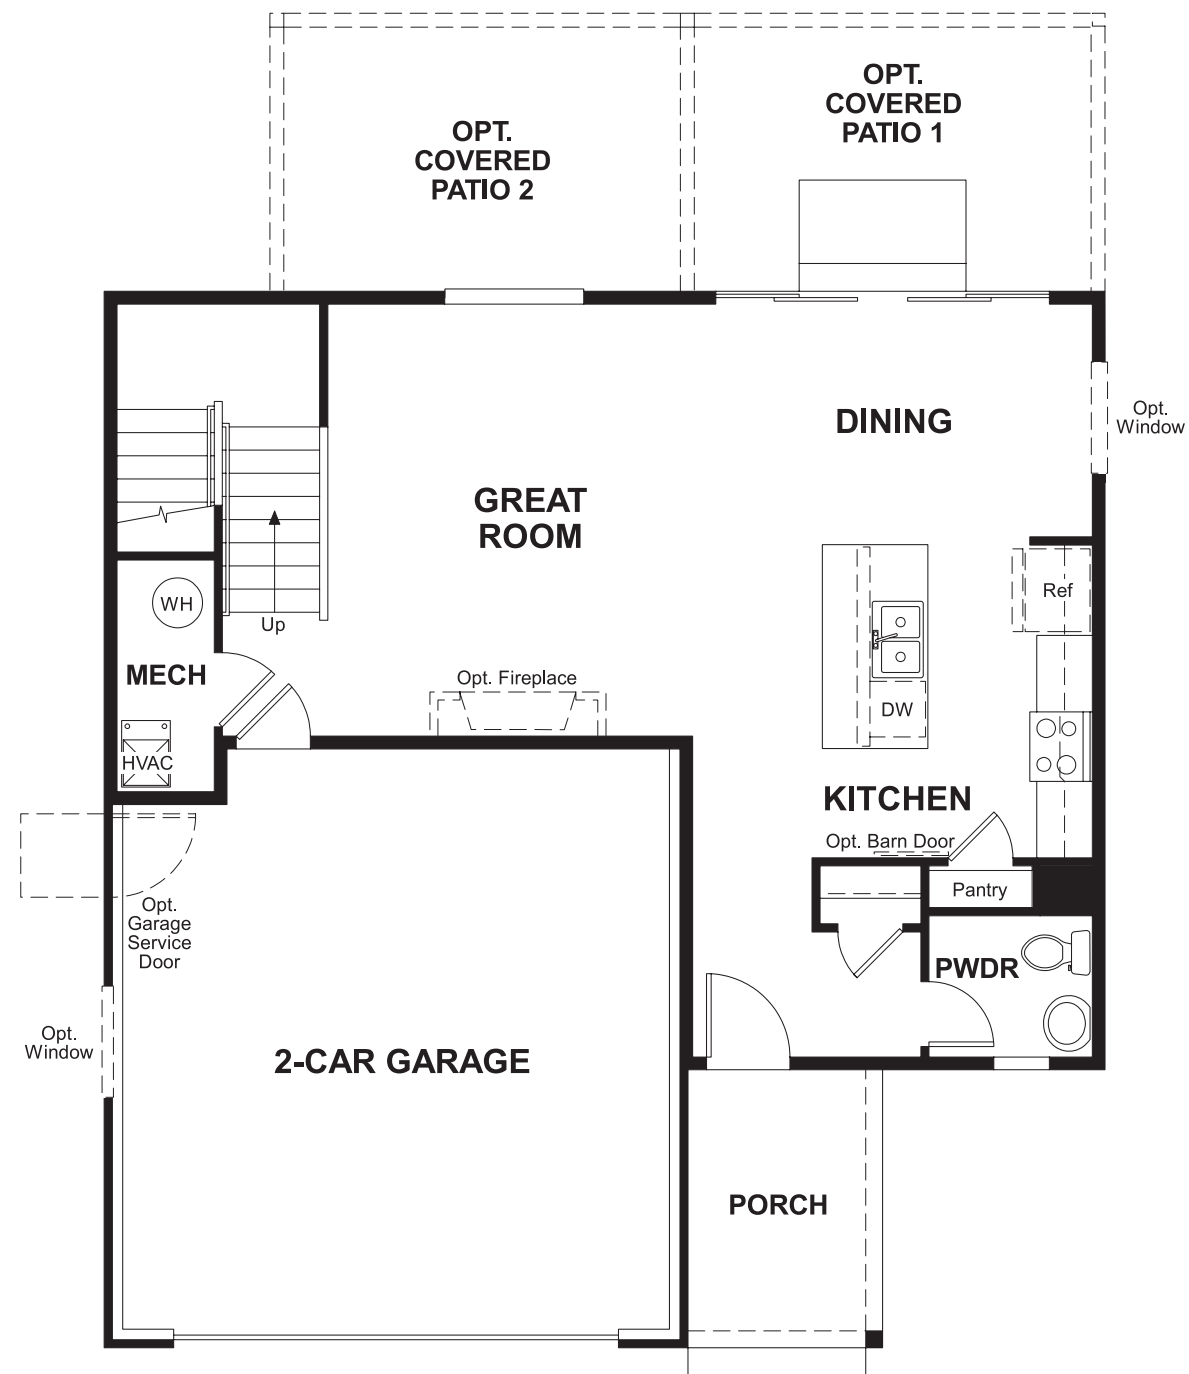 OPT.
COVERED
PATIO 1
OPT.
COVERED
PATIO 2
DINING
Opt.
Window
GREAT
ROOM
Ref
WH
Up
MECH
Opt. Fireplace
DW
HVAC
KITCHEN
Opt. Barn Door
Pantry
Opt.
Garage
Service
Door
PWDR
Opt.
Window
2-CAR GARAGE
PORCH